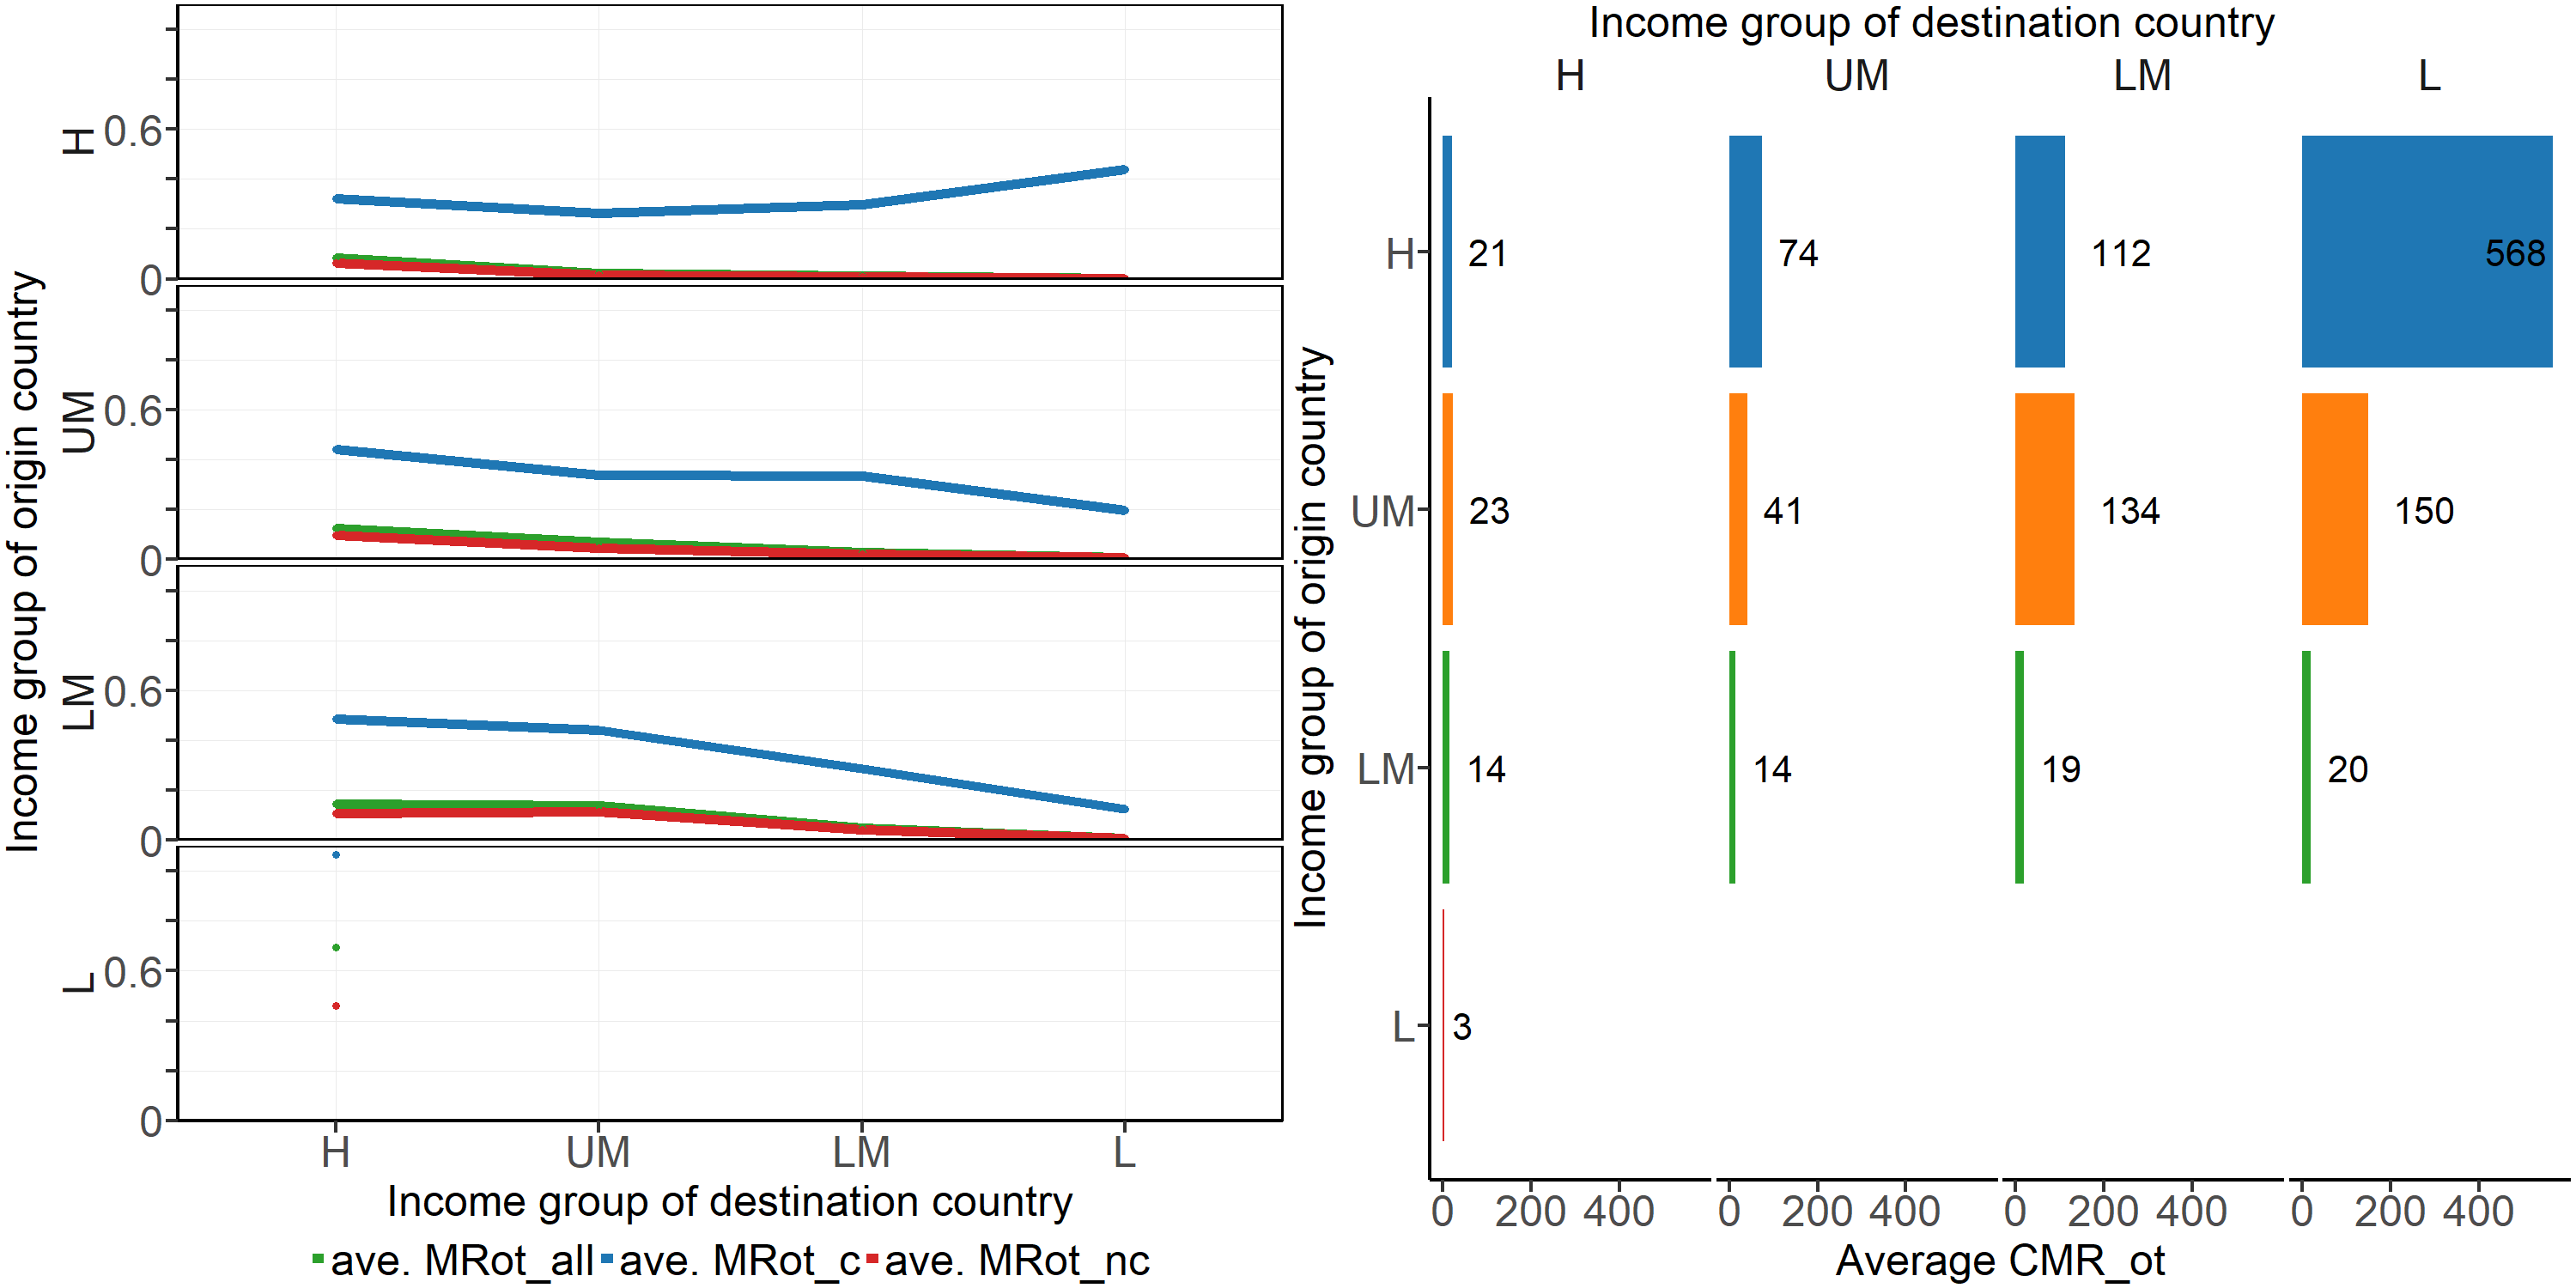 Income group of origin country
H
0.6
0
UM
0.6
0
LM
0.6
0
L
0.6
0
H UM LM L
Income group of destination country
ave. MRot_all ave. MRot_c ave. MRot_nc
Income group of destination country
H UM LM L
Income group of origin country
H 21 74 112 568
UM 23 41 134 150
LM 14 14 19 20
L 3
0 200 400 0 200 400 0 200 400 0 200 400
Average CMR_ot